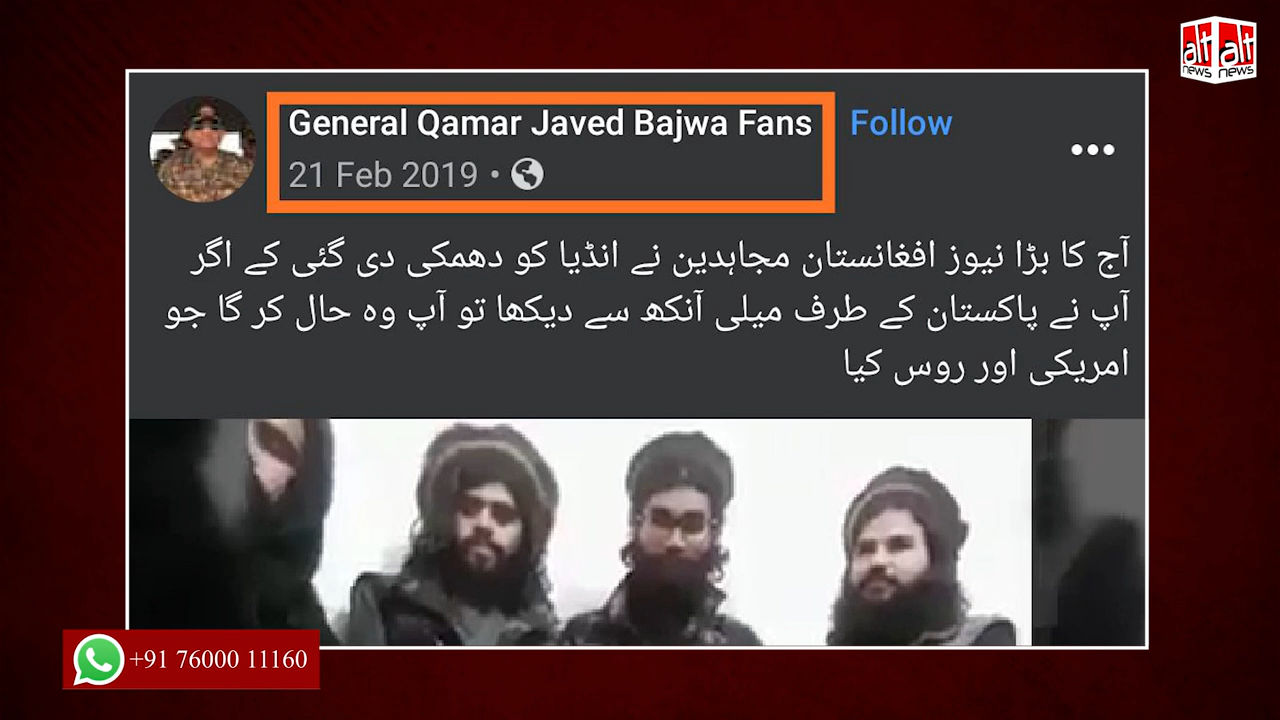 alt alt
news news
General Qamar Javed Bajwa Fans Follow
21 Feb 2019 •
آج کا بڑا نیوز افغانستان مجاہدین نے انڈیا کو دھمکی دی گئی کے اگر
آپ نے پاکستان کے طرف میلی آنکھ سے دیکھا تو آپ وہ حال کر گا جو
امریکی اور روس کیا
+91 76000 11160